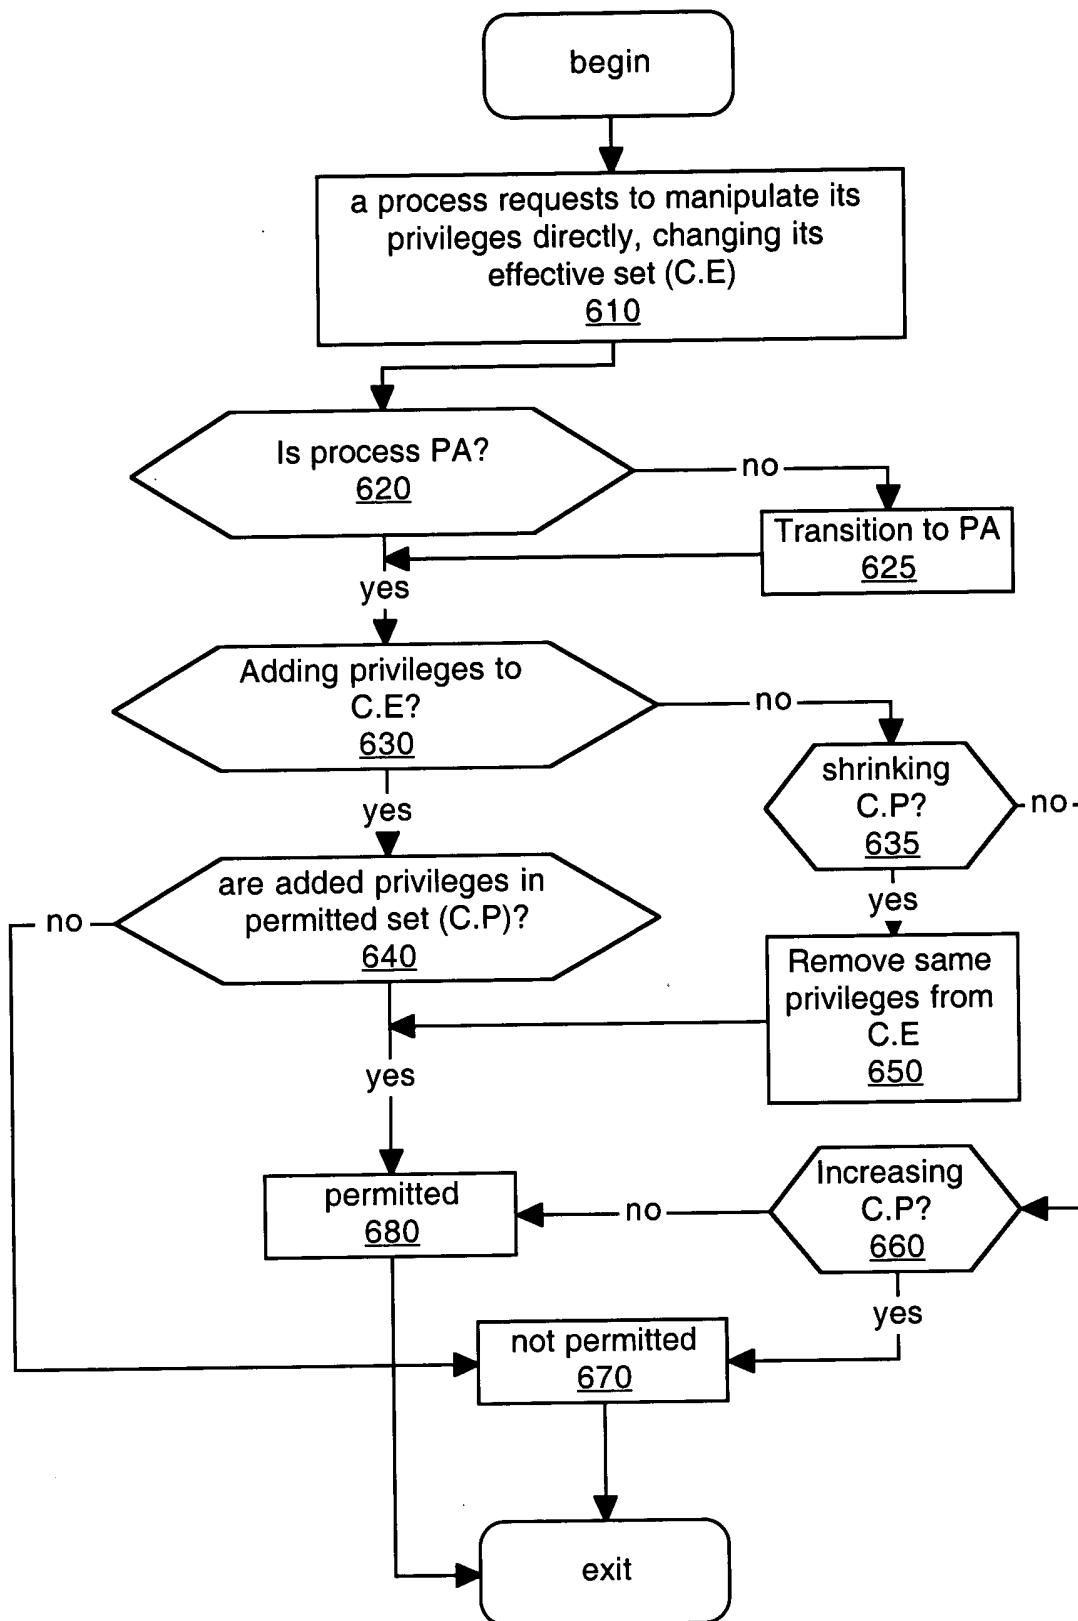 begin
a process requests to manipulate its
privileges directly, changing its
effective set (C.E)
610
Is process PA?
620
no
Transition to PA
625
yes
Adding privileges to
C.E?
630
no
shrinking
C.P?
635
no
yes
are added privileges in
permitted set (C.P)?
640
no
yes
Remove same
privileges from
C.E
650
yes
permitted
680
no
Increasing
C.P?
660
yes
not permitted
670
exit